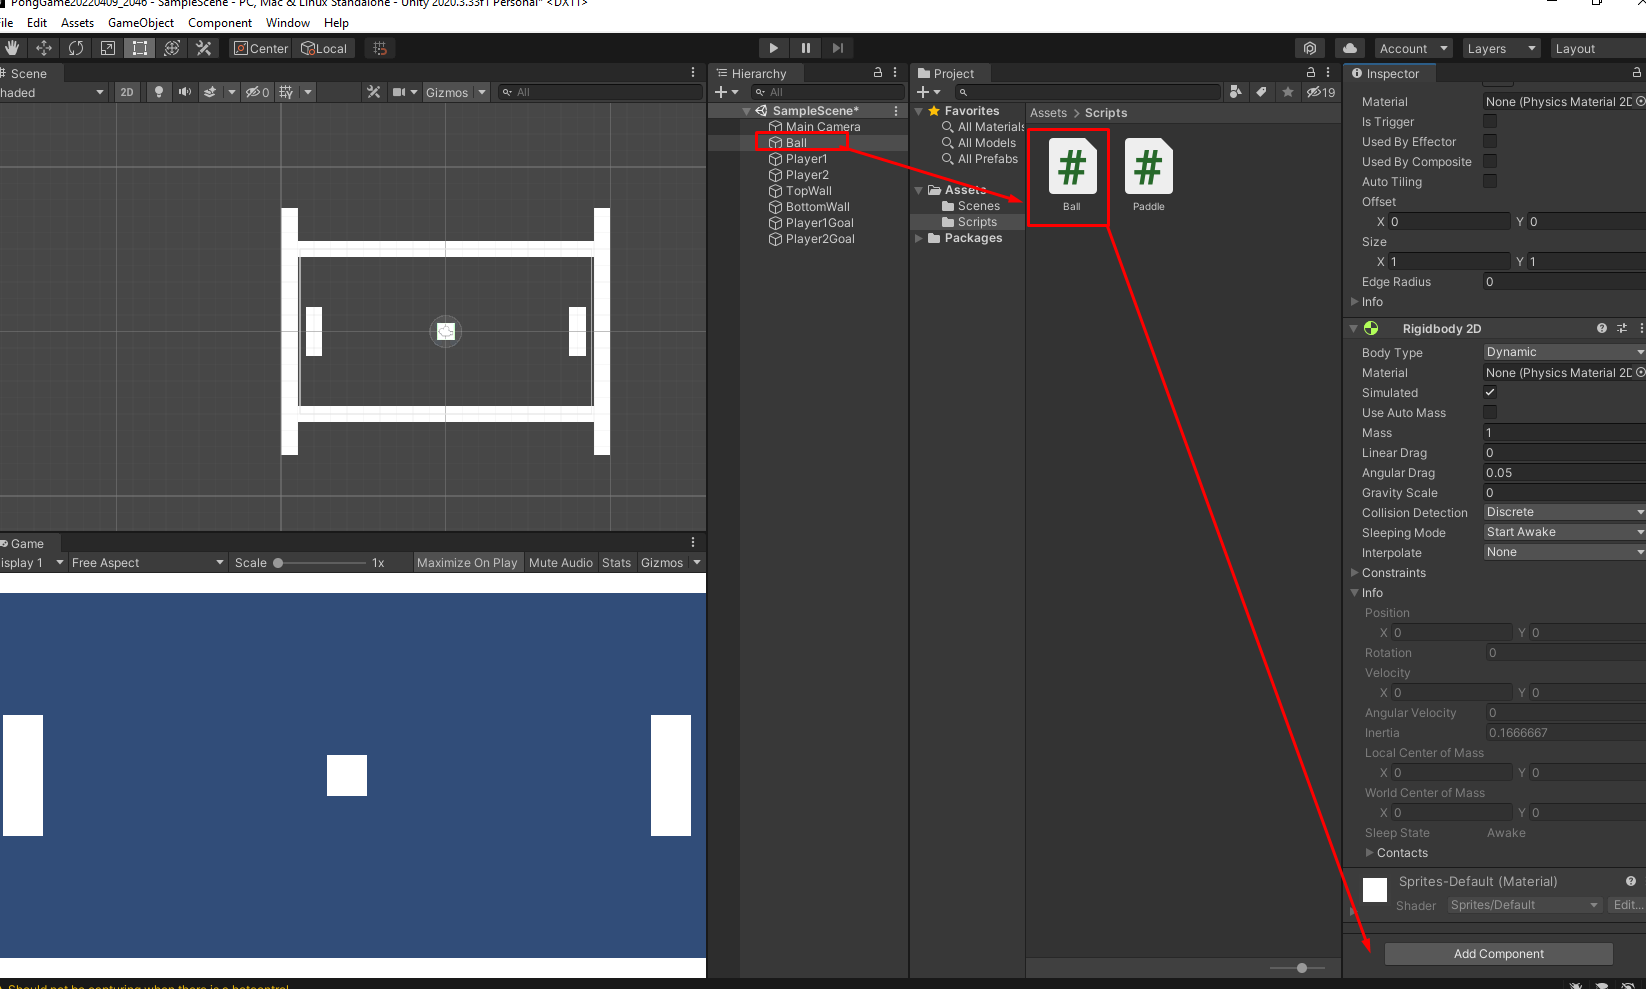 PongGame20220409_2046 - SampleScene - PC, Mac & Linux Standalone - Unity 2020.3.33f1 Personal* <DX11>
File Edit Assets GameObject Component Window Help
Center Local Account Layers Layout
Scene
haded 2D 0 Gizmos All
Hierarchy
All
SampleScene*
Main Camera
Ball
Player1
Player2
TopWall
BottomWall
Player1Goal
Player2Goal
Project
19
Favorites
All Materials
All Models
All Prefabs
Assets
Scenes
Scripts
Packages
Assets > Scripts
# #
Ball Paddle
Inspector
Material None (Physics Material 2D
Is Trigger
Used By Effector
Used By Composite
Auto Tiling
Offset
X 0 Y 0
Size
X 1 Y 1
Edge Radius 0
Info
Rigidbody 2D
Body Type Dynamic
Material None (Physics Material 2D
Simulated
Use Auto Mass
Mass 1
Linear Drag 0
Angular Drag 0.05
Gravity Scale 0
Collision Detection Discrete
Sleeping Mode Start Awake
Interpolate None
Constraints
Info
Position
X 0 Y 0
Rotation 0
Velocity
X 0 Y 0
Angular Velocity 0
Inertia 0.1666667
Local Center of Mass
X 0 Y 0
World Center of Mass
X 0 Y 0
Sleep State Awake
Contacts
Sprites-Default (Material)
Shader Sprites/Default Edit...
Add Component
Game
isplay 1 Free Aspect Scale 1x Maximize On Play Mute Audio Stats Gizmos
Should not be capturing when there is a hotcontrol